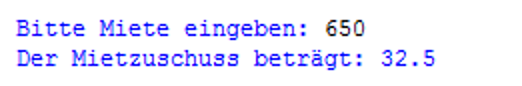 Bitte Miete eingeben: 650
Der Mietzuschuss beträgt: 32.5